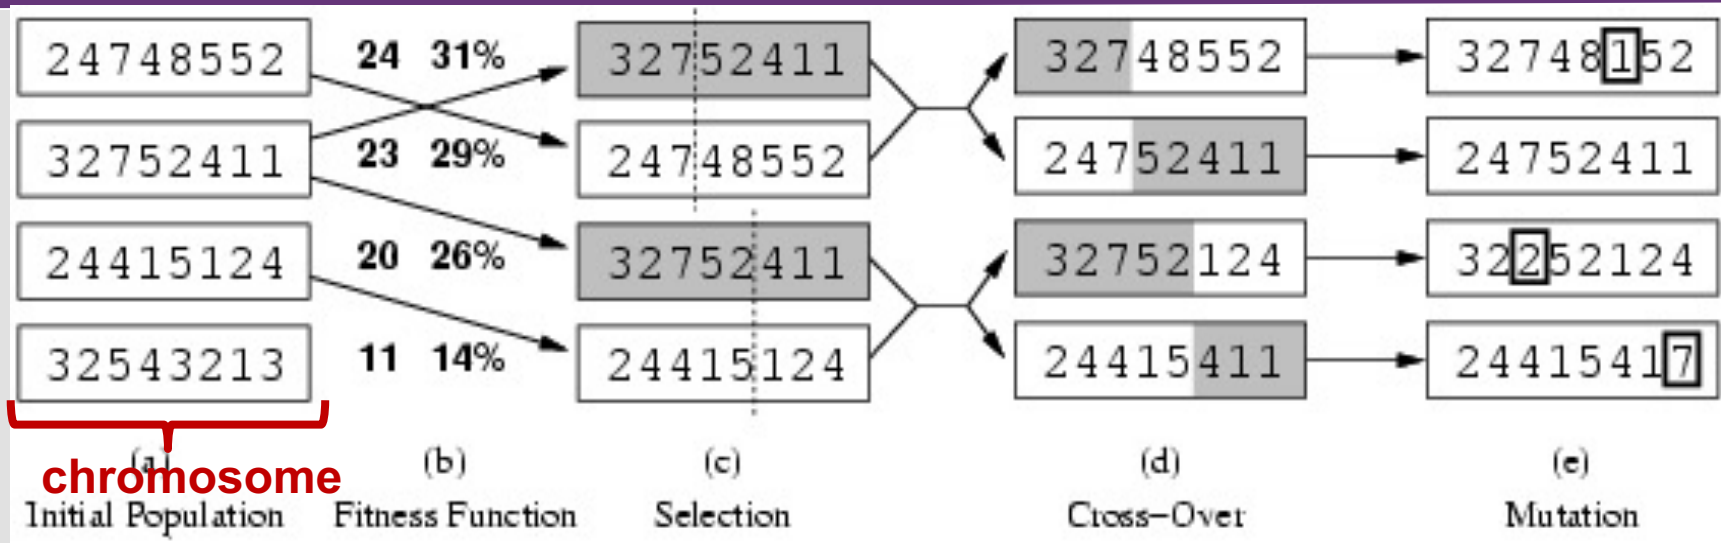 24748552 24 31% 32752411 32748552 32748152
32752411 23 29% 24748552 24752411 24752411
24415124 20 26% 32752411 32752124 32252124
32543213 11 14% 24415124 24415411 24415417
(a) (b) (c) (d) (e)
chromosome
Initial Population Fitness Function Selection Cross-Over Mutation